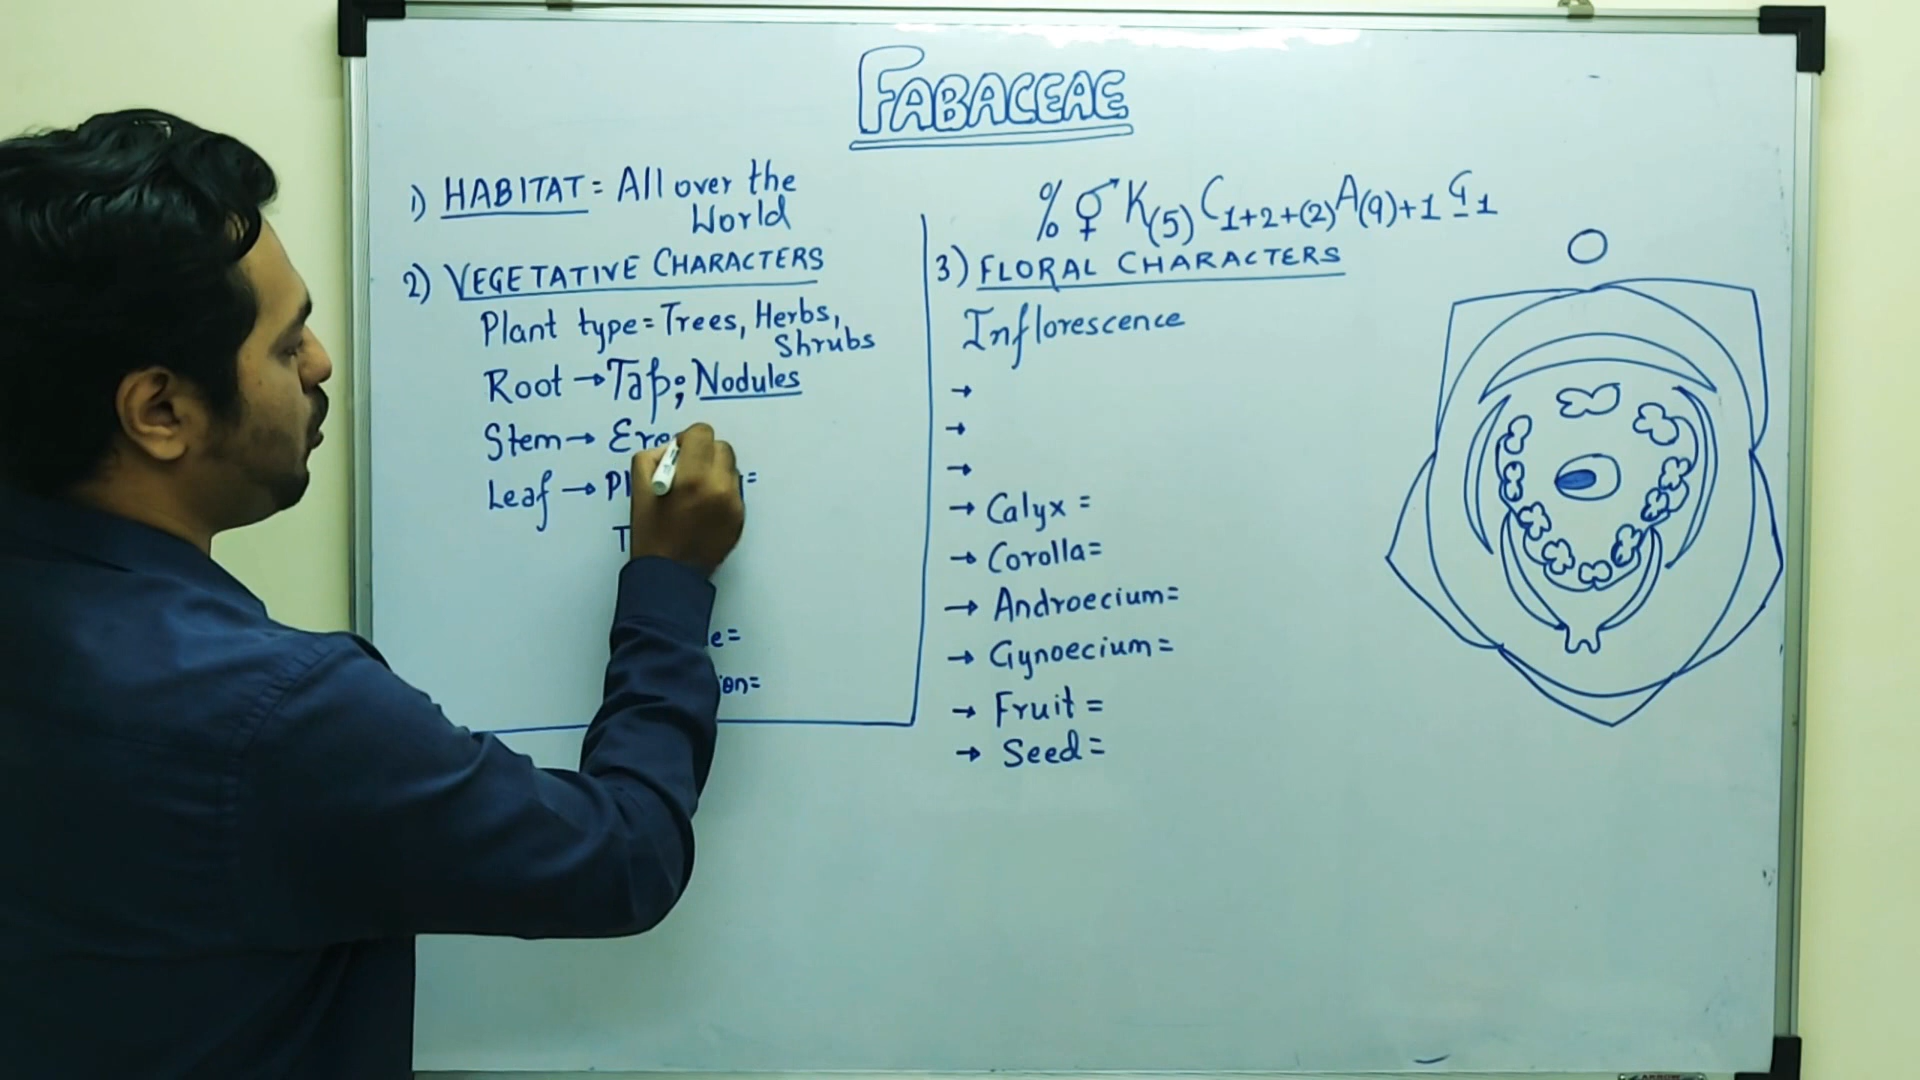 FABACEAE
1) HABITAT = All over the
World
2) VEGETATIVE CHARACTERS
Plant type = Trees, Herbs,
Shrubs
Root → Tap; Nodules
Stem →
Leaf →
% ⚥ K(5) C1+2+(2) A(9)+1 G1
3) FLORAL CHARACTERS
Inflorescence
→
→
→
→ Calyx =
→ Corolla =
→ Androecium =
→ Gynoecium =
→ Fruit =
→ Seed =